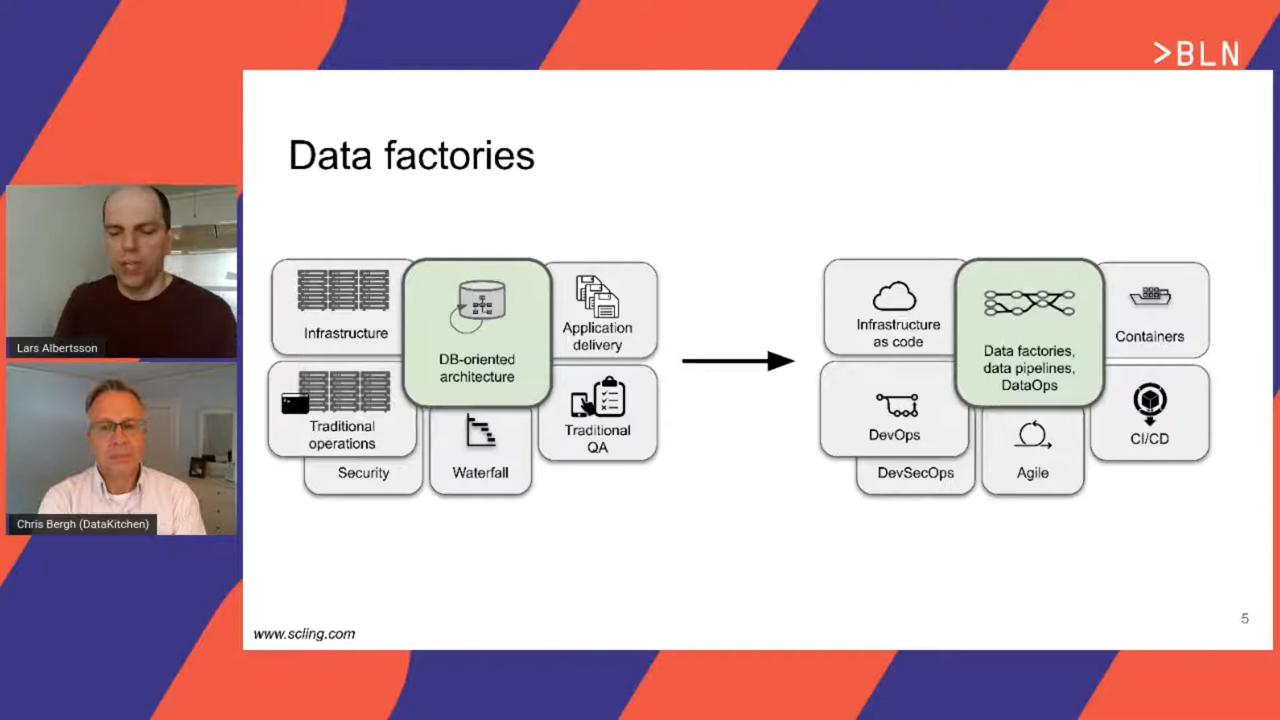 >BLN
Data factories
Infrastructure
DB-oriented
architecture
Application
delivery
Traditional
operations
Security
Waterfall
Traditional
QA
Infrastructure
as code
Data factories,
data pipelines,
DataOps
Containers
DevOps
DevSecOps
Agile
CI/CD
Lars Albertsson
Chris Bergh (DataKitchen)
www.scling.com
5